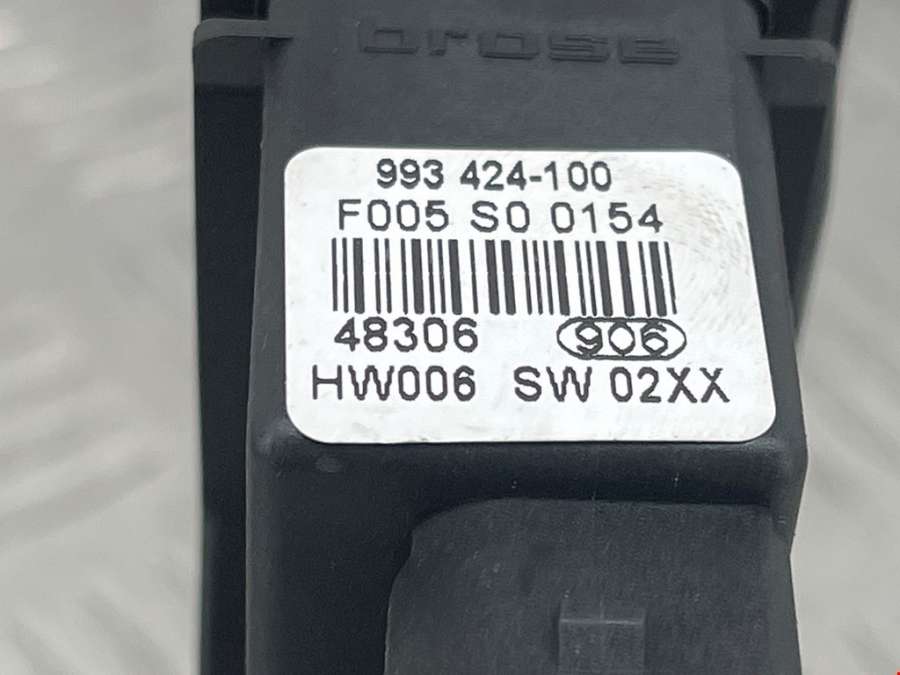 brose
993 424-100
F005 S0 0154
48306 906
HW006 SW 02XX